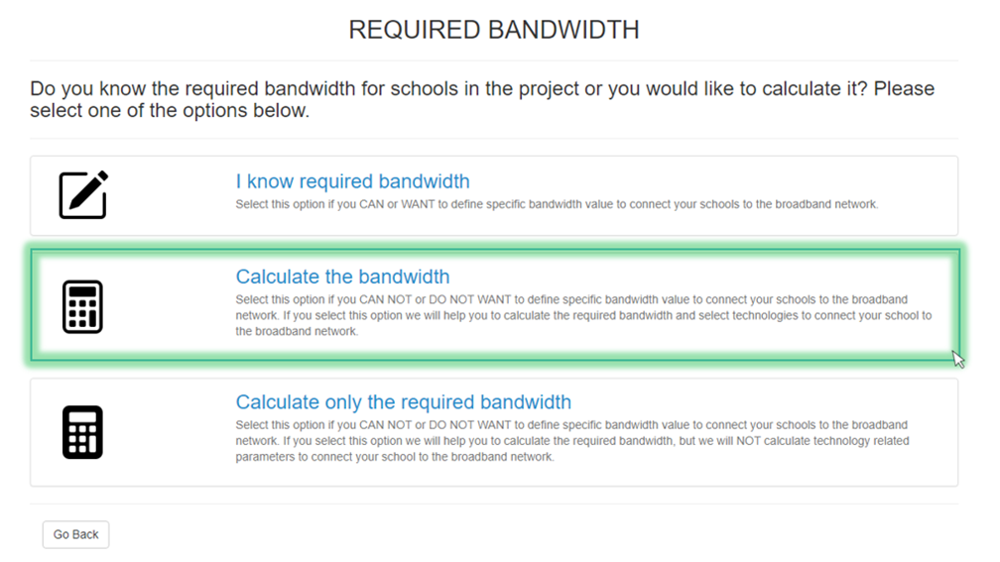 REQUIRED BANDWIDTH
Do you know the required bandwidth for schools in the project or you would like to calculate it? Please
select one of the options below.
I know required bandwidth
Select this option if you CAN or WANT to define specific bandwidth value to connect your schools to the broadband network.
Calculate the bandwidth
Select this option if you CAN NOT or DO NOT WANT to define specific bandwidth value to connect your schools to the broadband
network. If you select this option we will help you to calculate the required bandwidth and select technologies to connect your school to
the broadband network.
Calculate only the required bandwidth
Select this option if you CAN NOT or DO NOT WANT to define specific bandwidth value to connect your schools to the broadband
network. If you select this option we will help you to calculate the required bandwidth, but we will NOT calculate technology related
parameters to connect your school to the broadband network.
Go Back